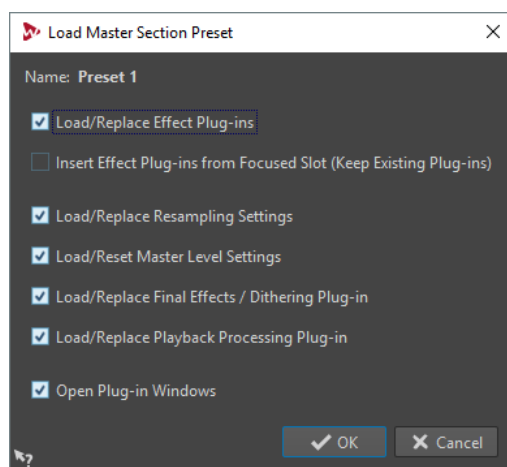 Load Master Section Preset
Name: Preset 1
Load/Replace Effect Plug-ins
Insert Effect Plug-ins from Focused Slot (Keep Existing Plug-ins)
Load/Replace Resampling Settings
Load/Reset Master Level Settings
Load/Replace Final Effects / Dithering Plug-in
Load/Replace Playback Processing Plug-in
Open Plug-in Windows
OK Cancel
?